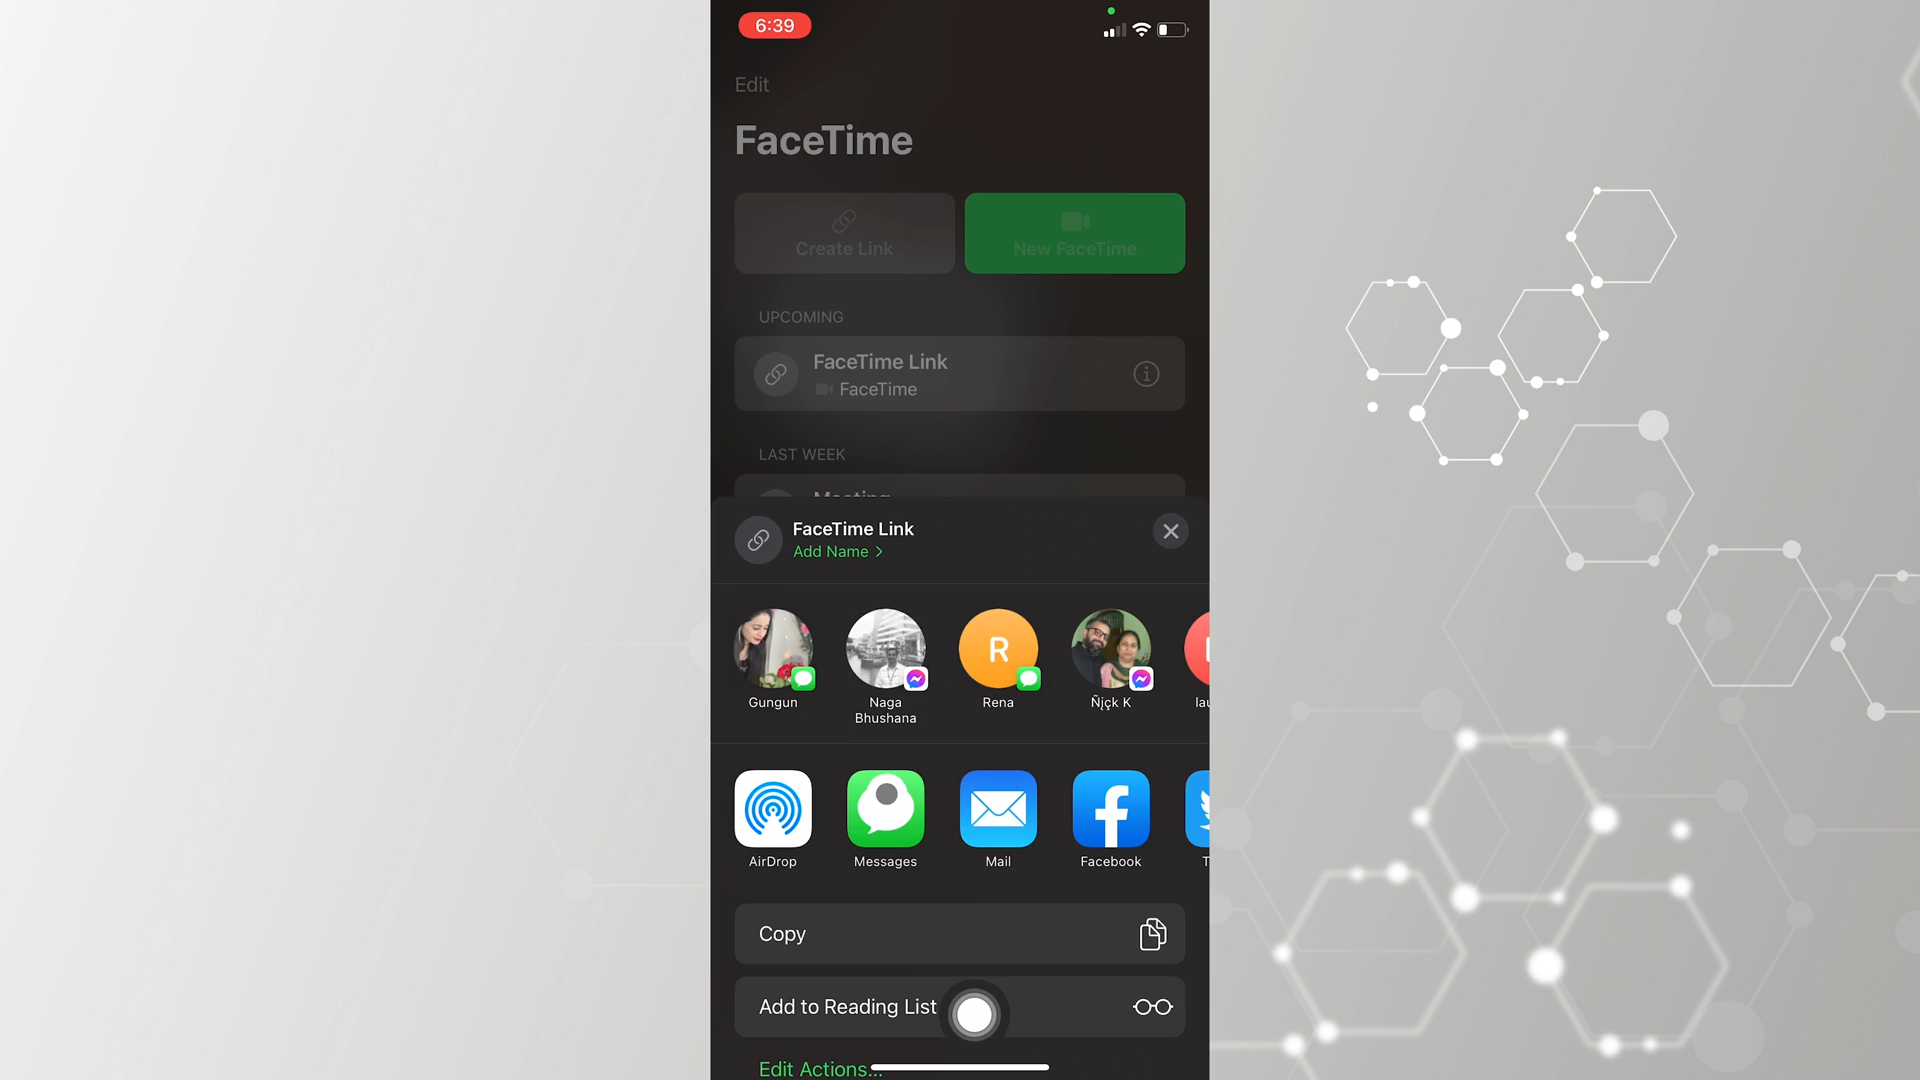 6:39
Edit
FaceTime
Create Link
New FaceTime
UPCOMING
FaceTime Link
FaceTime
LAST WEEK
Meeting
FaceTime Link
Add Name >
R
Gungun
Naga
Bhushana
Rena
Ñįçk K
AirDrop
Messages
Mail
Facebook
Copy
Add to Reading List
Edit Actions...